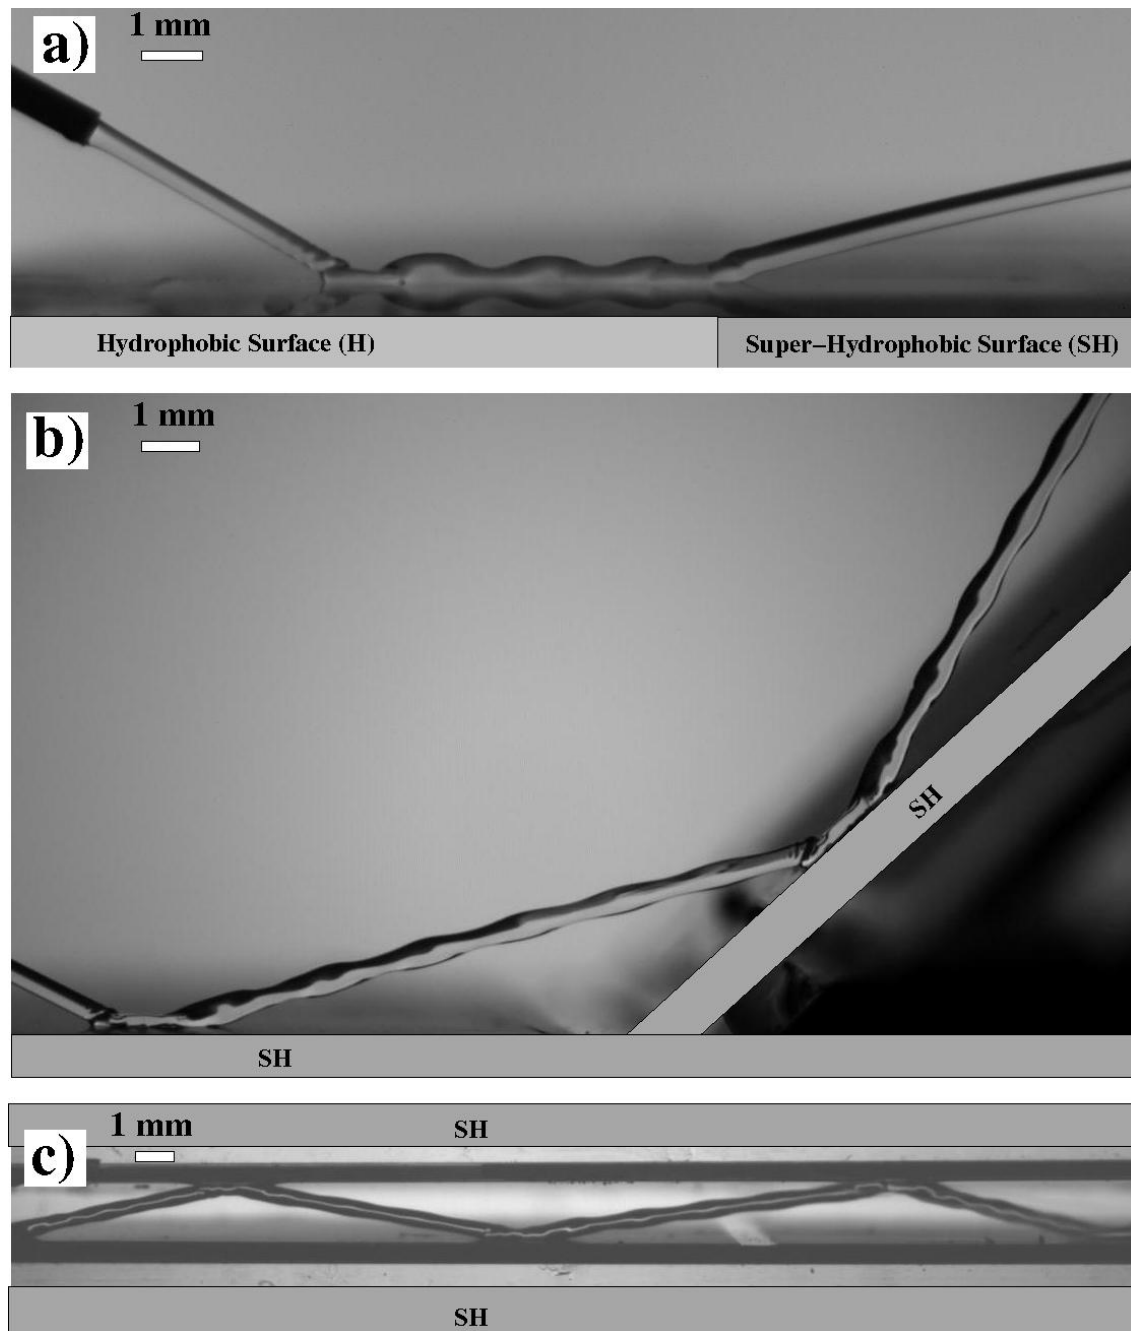 a)
1 mm
Hydrophobic Surface (H)
Super-Hydrophobic Surface (SH)
b)
1 mm
SH
SH
SH
1 mm
c)
SH